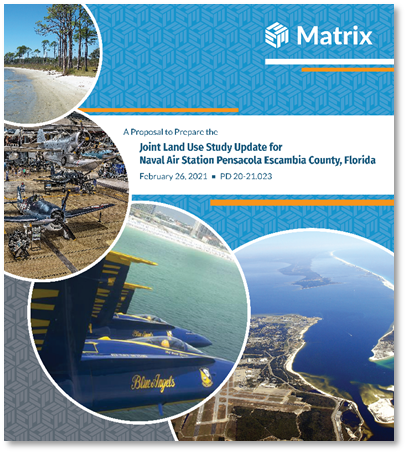 Matrix
A Proposal to Prepare the
Joint Land Use Study Update for
Naval Air Station Pensacola Escambia County, Florida
February 26, 2021 ▪ PD 20-21.023
Blue Angels